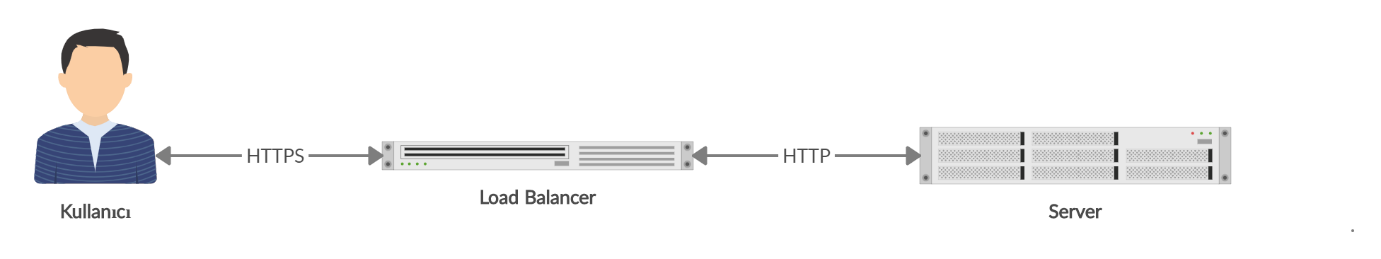 HTTPS
HTTP
Load Balancer
Kullanıcı
Server
.